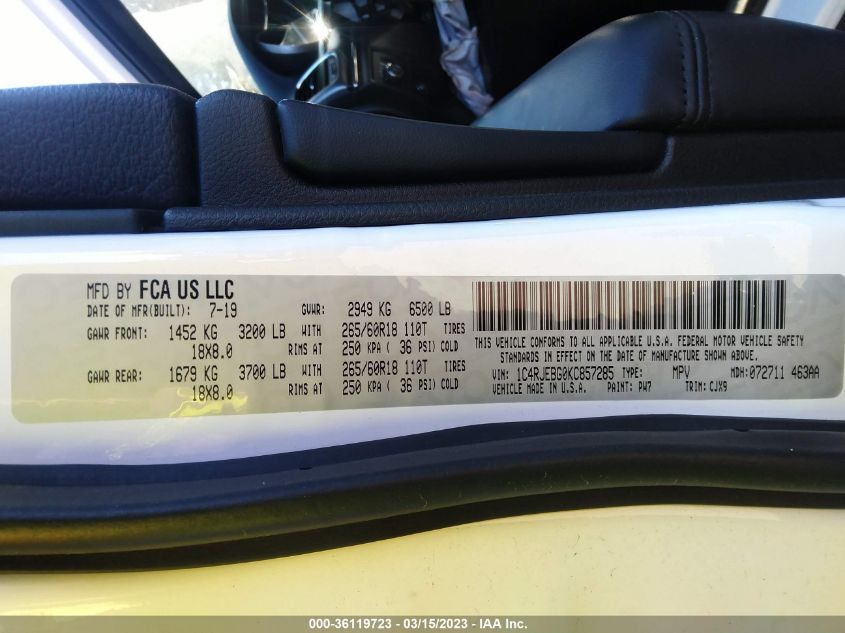 MFD BY FCA US LLC
DATE OF MFR(BUILT): 7-19 GVWR: 2949 KG 6500 LB
GAWR FRONT: 1452 KG 3200 LB WITH 265/60R18 110T TIRES
18X8.0 RIMS AT 250 KPA ( 36 PSI) COLD
GAWR REAR: 1679 KG 3700 LB WITH 265/60R18 110T TIRES
18X8.0 RIMS AT 250 KPA ( 36 PSI) COLD
THIS VEHICLE CONFORMS TO ALL APPLICABLE U.S.A. FEDERAL MOTOR VEHICLE SAFETY
STANDARDS IN EFFECT ON THE DATE OF MANUFACTURE SHOWN ABOVE.
VIN: 1C4RJEBG0KC857285 TYPE: MPV MDH:072711 463AA
VEHICLE MADE IN U.S.A. PAINT: PW7 TRIM: CJX9
000-36119723 - 03/15/2023 - IAA Inc.